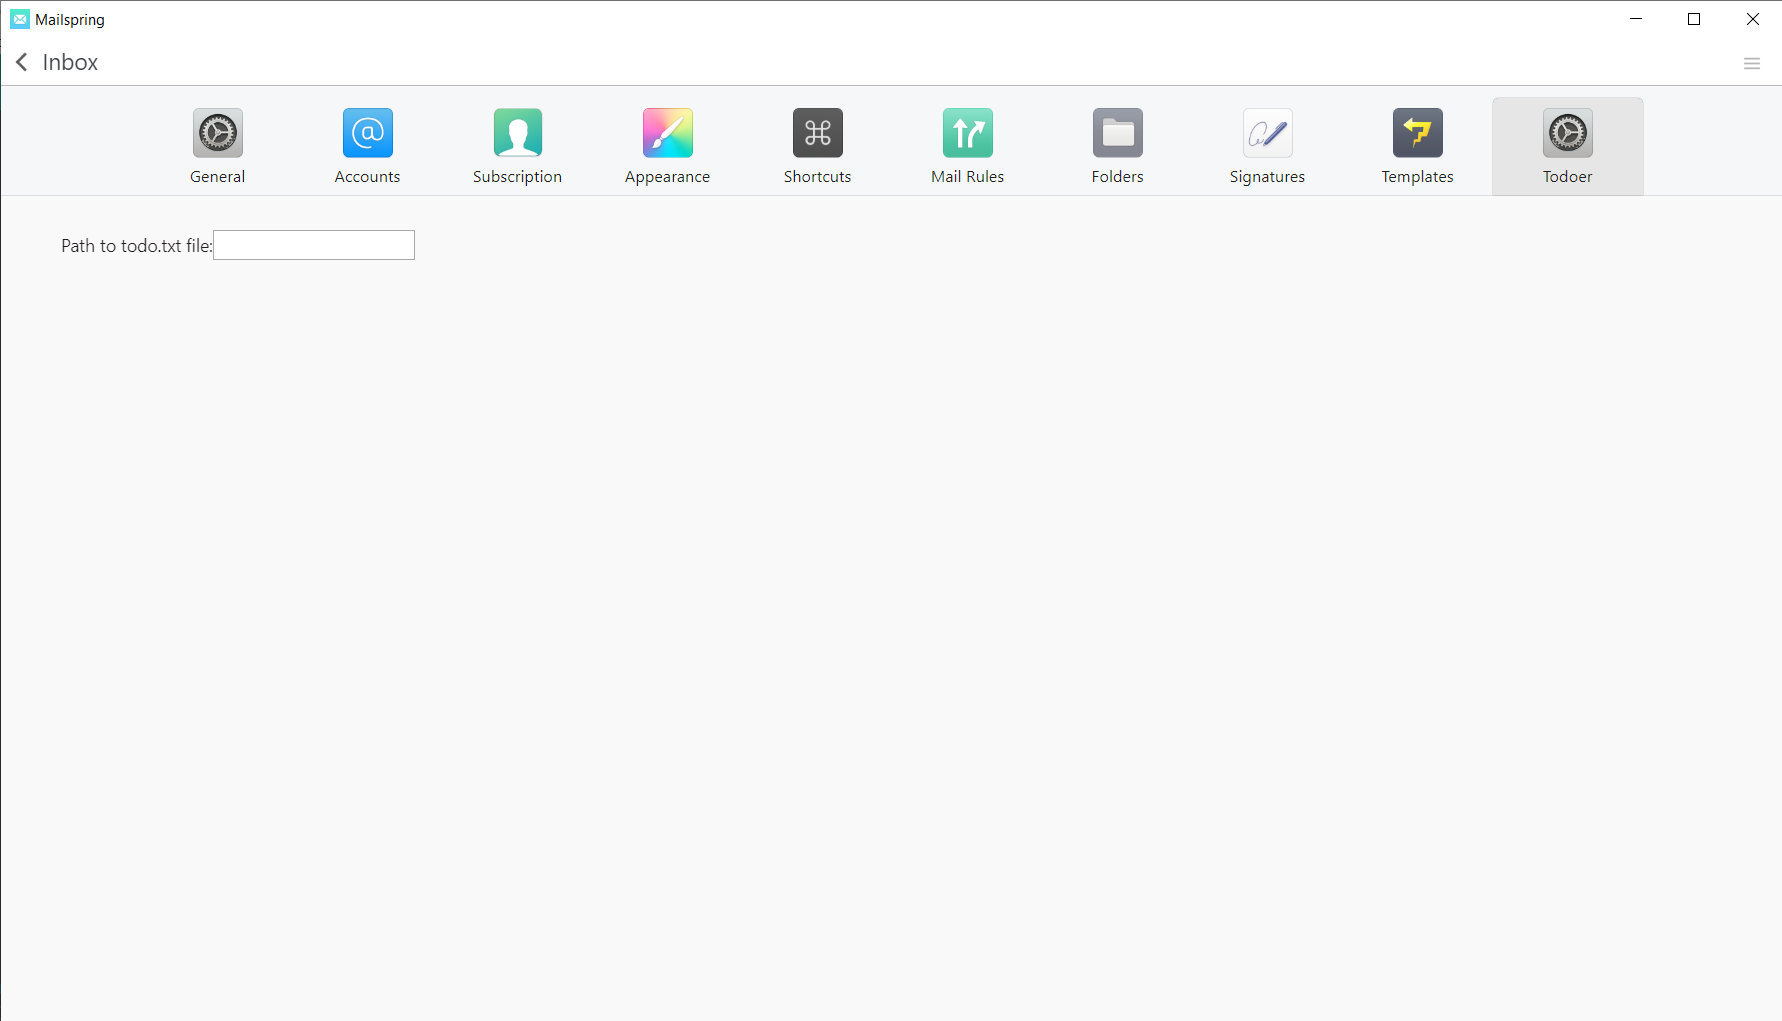 Mailspring
Inbox
General
Accounts
Subscription
Appearance
Shortcuts
Mail Rules
Folders
Signatures
Templates
Todoer
Path to todo.txt file: